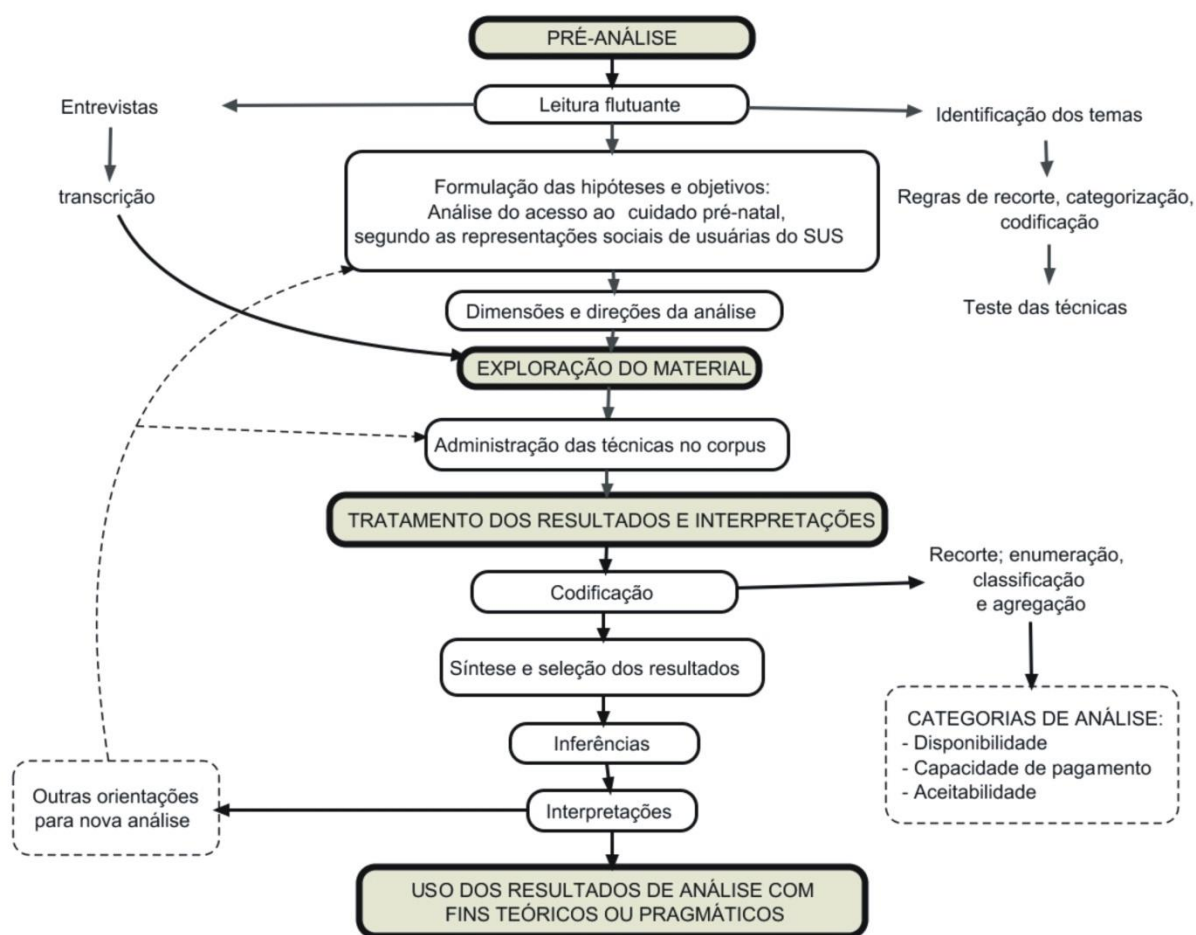 PRÉ-ANÁLISE
Entrevistas
Leitura flutuante
Identificação dos temas
transcrição
Formulação das hipóteses e objetivos:
Análise do acesso ao cuidado pré-natal,
segundo as representações sociais de usuárias do SUS
Regras de recorte, categorização,
codificação
Dimensões e direções da análise
Teste das técnicas
EXPLORAÇÃO DO MATERIAL
Administração das técnicas no corpus
TRATAMENTO DOS RESULTADOS E INTERPRETAÇÕES
Codificação
Recorte; enumeração,
classificação
e agregação
Síntese e seleção dos resultados
CATEGORIAS DE ANÁLISE:
- Disponibilidade
- Capacidade de pagamento
- Aceitabilidade
Inferências
Interpretações
Outras orientações
para nova análise
USO DOS RESULTADOS DE ANÁLISE COM
FINS TEÓRICOS OU PRAGMÁTICOS